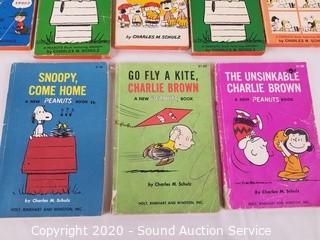 by CHARLES M. SCHULZ
by CHARLES M. SCHULZ
SNOOPY,
COME HOME
A NEW PEANUTS BOOK
by Charles M. Schulz
HOLT, RINEHART AND WINSTON, INC.
GO FLY A KITE,
CHARLIE BROWN
A NEW PEANUTS BOOK
by Charles M. Schulz
HOLT, RINEHART AND WINSTON, INC.
THE UNSINKABLE
CHARLIE BROWN
A NEW PEANUTS BOOK
by Charles M. Schulz
HOLT, RINEHART AND WINSTON, INC.
Copyright 2020 - Sound Auction Service